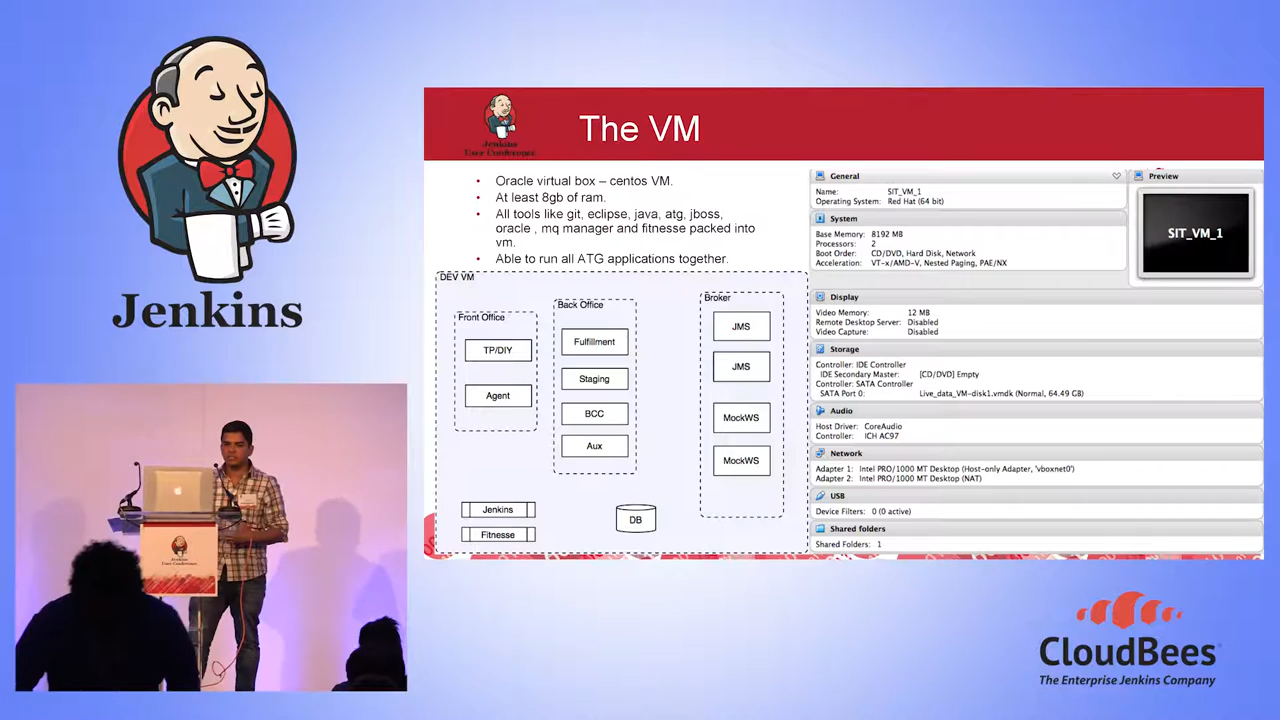 Jenkins
Jenkins
User Conference
The VM
• Oracle virtual box – centos VM.
• At least 8gb of ram.
• All tools like git, eclipse, java, atg, jboss,
oracle , mq manager and fitnesse packed into
vm.
• Able to run all ATG applications together.
DEV VM
Front Office
TP/DIY
Agent
Back Office
Fulfillment
Staging
BCC
Aux
Broker
JMS
JMS
MockWS
MockWS
Jenkins
Fitnesse
DB
General
Name: SIT_VM_1
Operating System: Red Hat (64 bit)
System
Base Memory: 8192 MB
Processors: 2
Boot Order: CD/DVD, Hard Disk, Network
Acceleration: VT-x/AMD-V, Nested Paging, PAE/NX
Preview
SIT_VM_1
Display
Video Memory: 12 MB
Remote Desktop Server: Disabled
Video Capture: Disabled
Storage
Controller: IDE Controller
IDE Secondary Master: [CD/DVD] Empty
Controller: SATA Controller
SATA Port 0: Live_data_VM-disk1.vmdk (Normal, 64.49 GB)
Audio
Host Driver: CoreAudio
Controller: ICH AC97
Network
Adapter 1: Intel PRO/1000 MT Desktop (Host-only Adapter, 'vboxnet0')
Adapter 2: Intel PRO/1000 MT Desktop (NAT)
USB
Device Filters: 0 (0 active)
Shared folders
Shared Folders: 1
Jenkins
User Conference
CloudBees
The Enterprise Jenkins Company